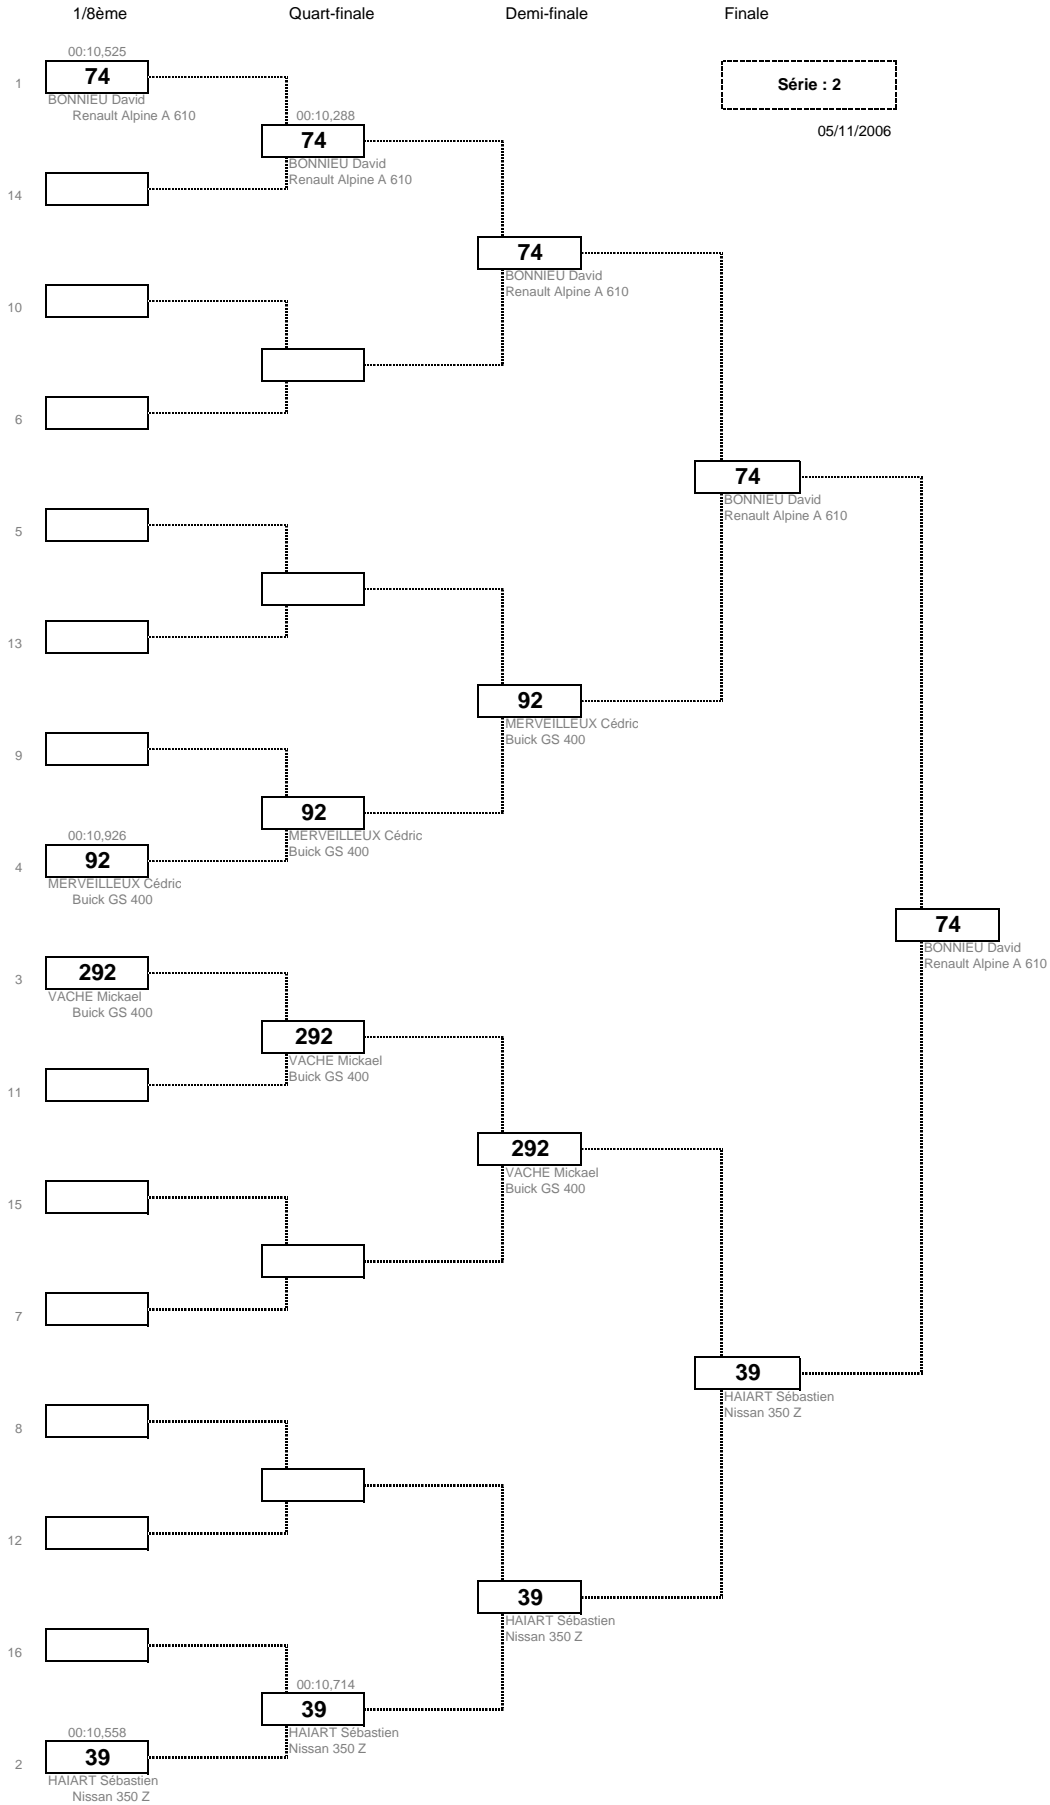 1/8ème Quart-finale Demi-finale Finale
00:10,525
1 74
BONNIEU David
Renault Alpine A 610
Série : 2
05/11/2006
00:10,288
74
BONNIEU David
Renault Alpine A 610
14
74
BONNIEU David
Renault Alpine A 610
10
6
74
BONNIEU David
Renault Alpine A 610
5
13
92
MERVEILLEUX Cédric
Buick GS 400
9
92
MERVEILLEUX Cédric
Buick GS 400
00:10,926
4 92
MERVEILLEUX Cédric
Buick GS 400
74
BONNIEU David
Renault Alpine A 610
3 292
VACHE Mickael
Buick GS 400
292
VACHE Mickael
Buick GS 400
11
292
VACHE Mickael
Buick GS 400
15
7
39
HAIART Sébastien
Nissan 350 Z
8
12
39
HAIART Sébastien
Nissan 350 Z
16
00:10,714
39
HAIART Sébastien
Nissan 350 Z
00:10,558
2 39
HAIART Sébastien
Nissan 350 Z